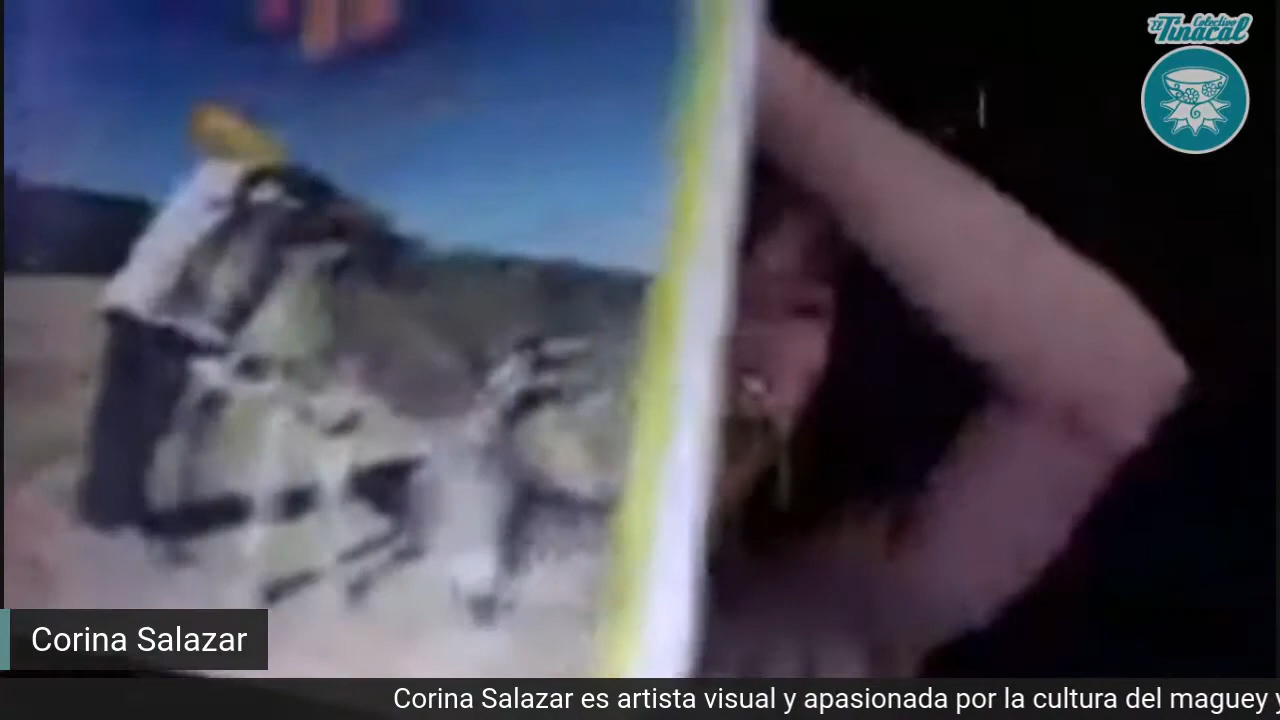 Colectivo
El Tinacal
Corina Salazar
Corina Salazar es artista visual y apasionada por la cultura del maguey y